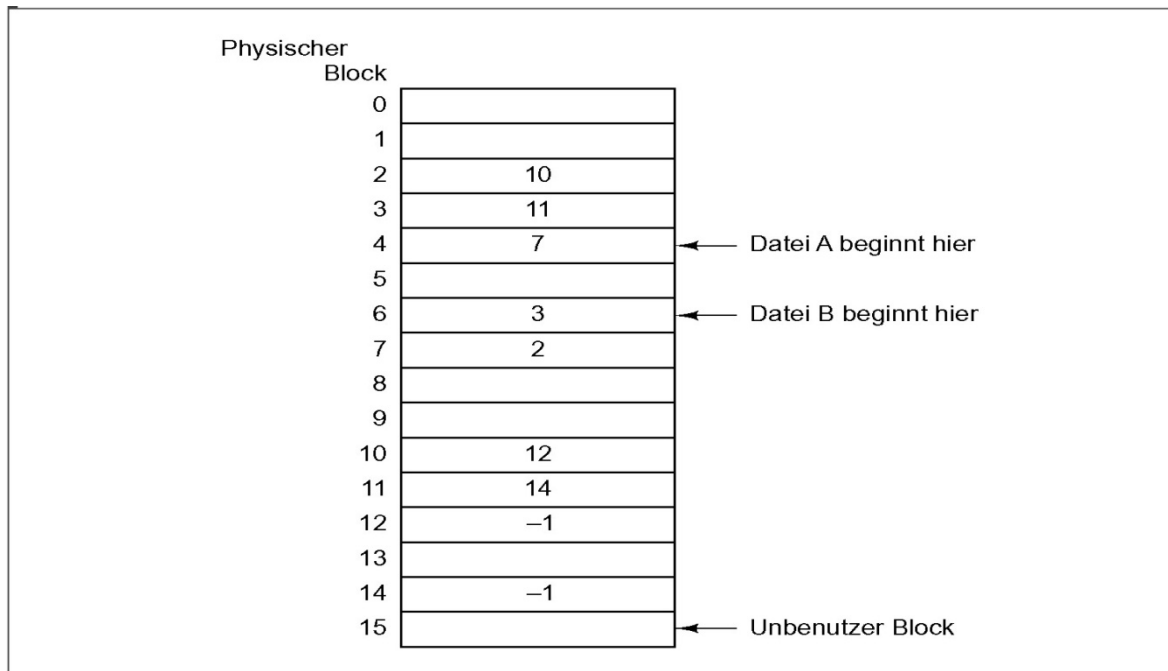 Physischer
Block
0
1
2 10
3 11
4 7 Datei A beginnt hier
5
6 3 Datei B beginnt hier
7 2
8
9
10 12
11 14
12 –1
13
14 –1
15 Unbenutzer Block